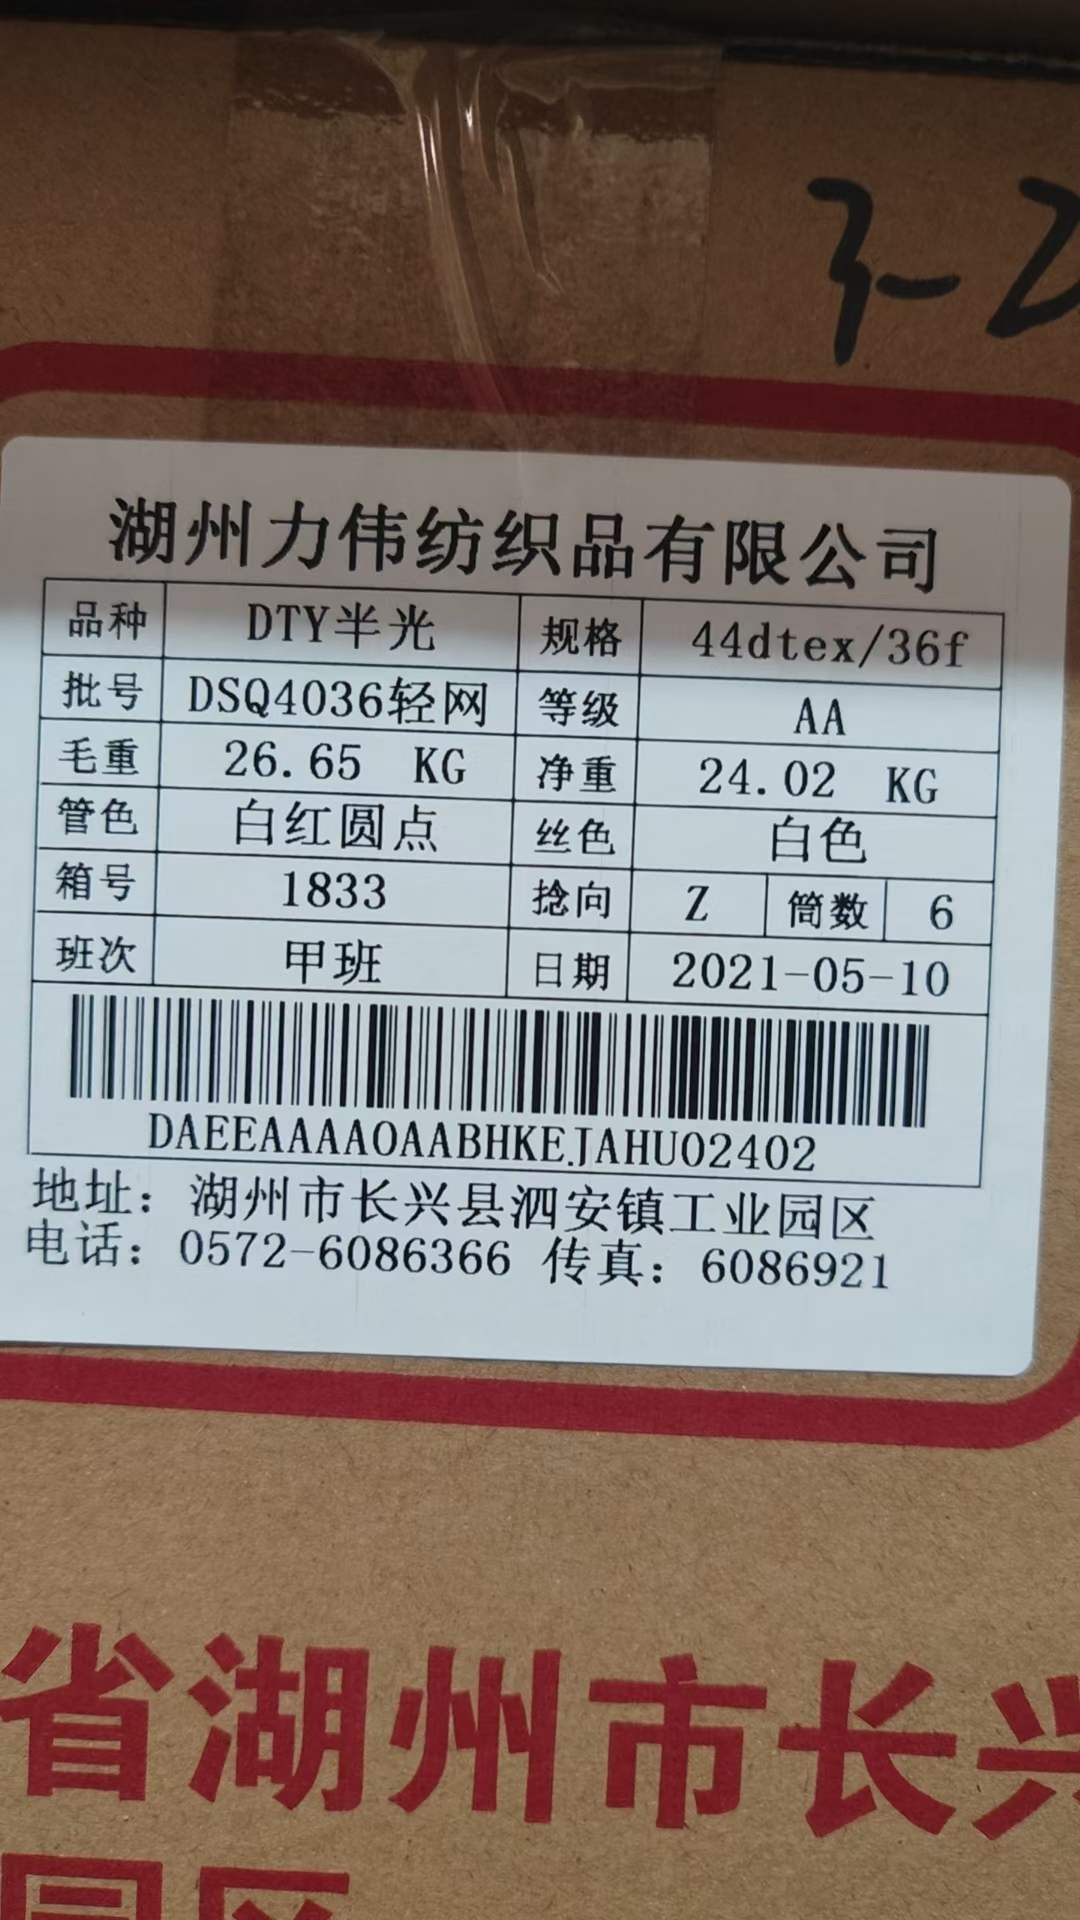 3-2
湖州力伟纺织品有限公司
品种 DTY半光 规格 44dtex/36f
批号 DSQ4036轻网 等级 AA
毛重 26.65 KG 净重 24.02 KG
管色 白红圆点 丝色 白色
箱号 1833 捻向 Z 筒数 6
班次 甲班 日期 2021-05-10
DAEEAAAAOAABHKEJAHU02402
地址：湖州市长兴县泗安镇工业园区
电话：0572-6086366 传真：6086921
省湖州市长兴
园区